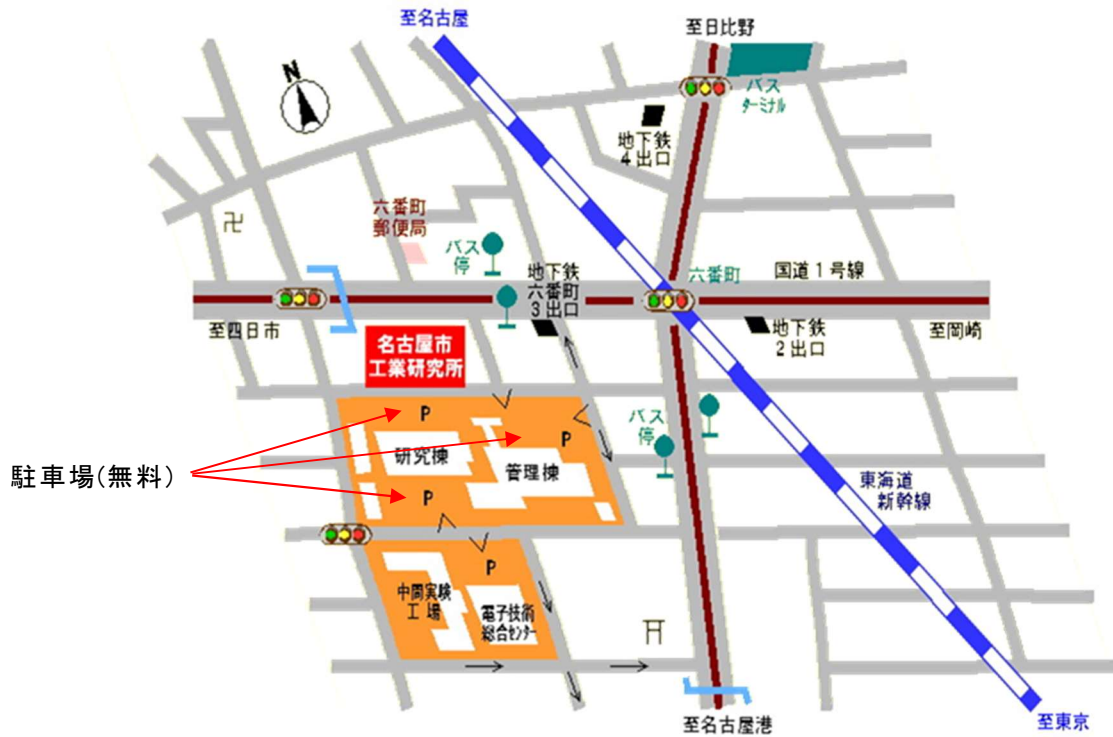 至名古屋
至日比野
N
バス
ターミナル
地下鉄
4出口
卍
六番町
郵便局
バス
停
地下鉄
六番町
3出口
六番町
国道1号線
至四日市
地下鉄
2出口
至岡崎
名古屋市
工業研究所
P
バス
停
研究棟
P
管理棟
駐車場(無料)
P
東海道
新幹線
P
中間実験
工場
電子技術
総合センター
至名古屋港
至東京